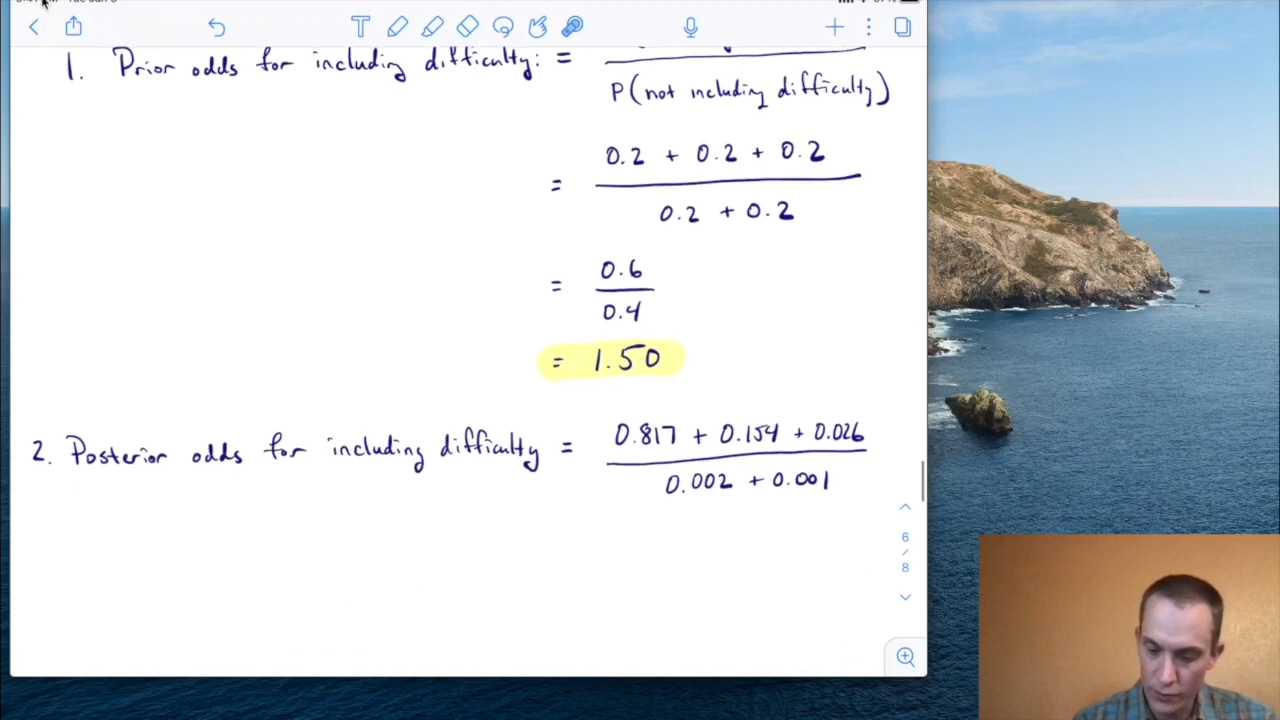 1. Prior odds for including difficulty: =
P(not including difficulty)
= 0.2 + 0.2 + 0.2
0.2 + 0.2
= 0.6
0.4
= 1.50
2. Posterior odds for including difficulty = 0.817 + 0.154 + 0.026
0.002 + 0.001
6
/
8